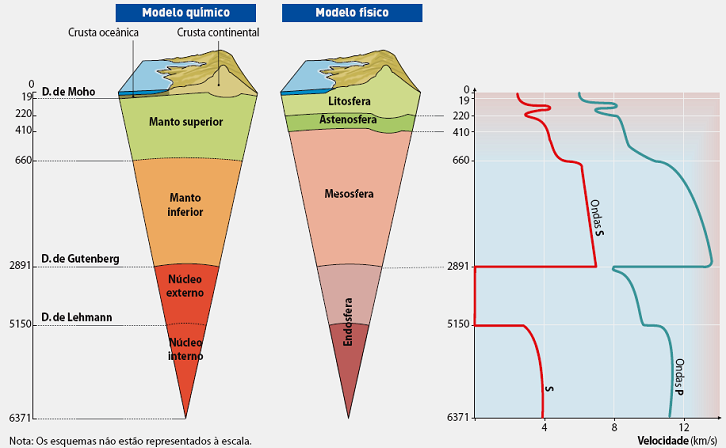 Modelo químico
Modelo físico
Crusta oceânica
Crusta continental
0
D. de Moho
19
220
410
660
D. de Gutenberg
2891
D. de Lehmann
5150
6371
Manto superior
Manto
inferior
Núcleo
externo
Núcleo
interno
Litosfera
Astenosfera
Mesosfera
Endosfera
0
19
220
410
660
2891
5150
6371
Ondas S
S
Ondas P
4
8
12
Velocidade (km/s)
Nota: Os esquemas não estão representados à escala.